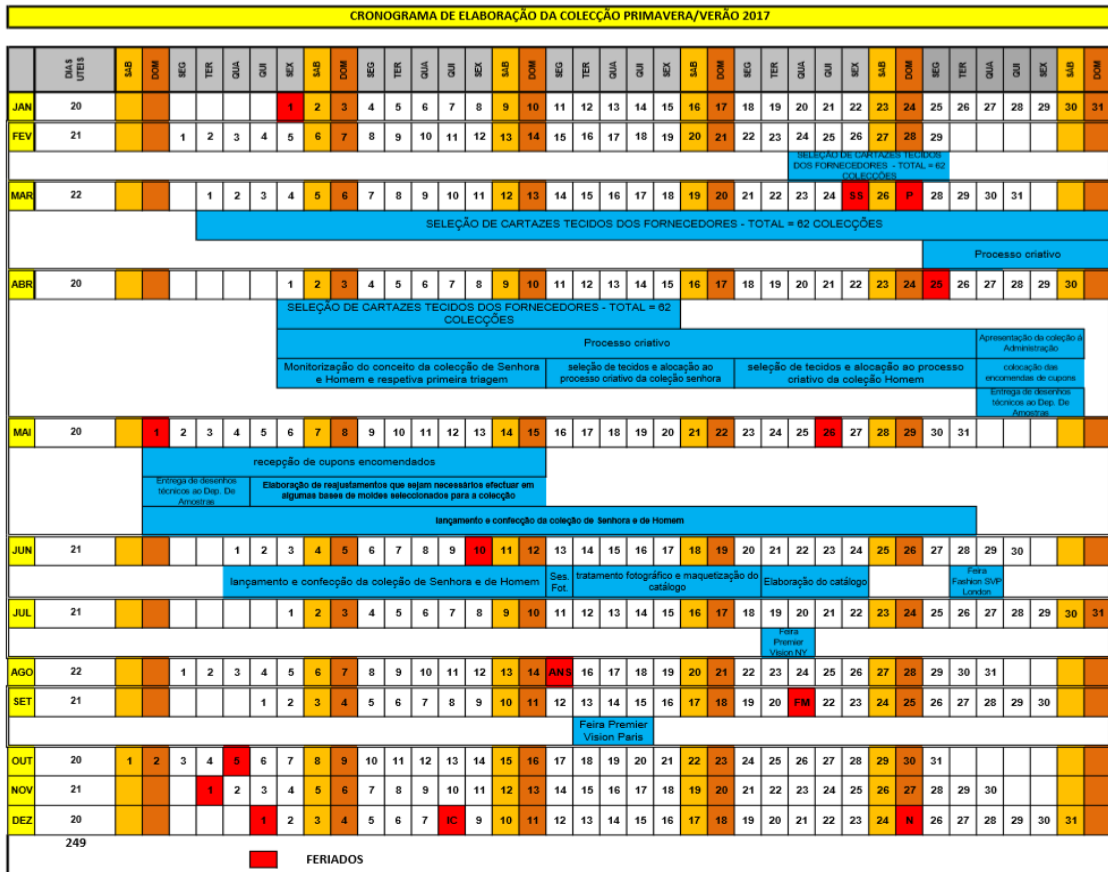 CRONOGRAMA DE ELABORAÇÃO DA COLECÇÃO PRIMAVERA/VERÃO 2017
DIAS
UTEIS
SAB DOM SEG TER QUA QUI SEX SAB DOM SEG TER QUA QUI SEX SAB DOM SEG TER QUA QUI SEX SAB DOM SEG TER QUA QUI SEX SAB DOM SEG TER QUA QUI SEX SAB DOM
JAN 20 1 2 3 4 5 6 7 8 9 10 11 12 13 14 15 16 17 18 19 20 21 22 23 24 25 26 27 28 29 30 31
FEV 21 1 2 3 4 5 6 7 8 9 10 11 12 13 14 15 16 17 18 19 20 21 22 23 24 25 26 27 28 29
SELEÇÃO DE CARTAZES TECIDOS
DOS FORNECEDORES - TOTAL = 62
COLECÇÕES
MAR 22 1 2 3 4 5 6 7 8 9 10 11 12 13 14 15 16 17 18 19 20 21 22 23 24 SS 26 P 28 29 30 31
SELEÇÃO DE CARTAZES TECIDOS DOS FORNECEDORES - TOTAL = 62 COLECÇÕES
Processo criativo
ABR 20 1 2 3 4 5 6 7 8 9 10 11 12 13 14 15 16 17 18 19 20 21 22 23 24 25 26 27 28 29 30
SELEÇÃO DE CARTAZES TECIDOS DOS FORNECEDORES - TOTAL = 62
COLECÇÕES
Processo criativo
Apresentação da coleção à
Administração
Monitorização do conceito da colecção de Senhora
e Homem e respetiva primeira triagem
seleção de tecidos e alocação ao
processo criativo da coleção senhora
seleção de tecidos e alocação ao processo
criativo da coleção Homem
colocação das
encomendas de cupons
Entrega de desenhos
técnicos ao Dep. De
Amostras
MAI 20 1 2 3 4 5 6 7 8 9 10 11 12 13 14 15 16 17 18 19 20 21 22 23 24 25 26 27 28 29 30 31
recepção de cupons encomendados
Entrega de desenhos
técnicos ao Dep. De
Amostras
Elaboração de reajustamentos que sejam necessários efectuar em
algumas bases de moldes seleccionados para a colecção
lançamento e confecção da coleção de Senhora e de Homem
JUN 21 1 2 3 4 5 6 7 8 9 10 11 12 13 14 15 16 17 18 19 20 21 22 23 24 25 26 27 28 29 30
lançamento e confecção da coleção de Senhora e de Homem
Ses.
Fot.
tratamento fotográfico e maquetização do
catálogo
Elaboração do catálogo
Feira
Fashion SVP
London
JUL 21 1 2 3 4 5 6 7 8 9 10 11 12 13 14 15 16 17 18 19 20 21 22 23 24 25 26 27 28 29 30 31
Feira
Premier
Vision NY
AGO 22 1 2 3 4 5 6 7 8 9 10 11 12 13 14 ANS 16 17 18 19 20 21 22 23 24 25 26 27 28 29 30 31
SET 21 1 2 3 4 5 6 7 8 9 10 11 12 13 14 15 16 17 18 19 20 FM 22 23 24 25 26 27 28 29 30
Feira Premier
Vision Paris
OUT 20 1 2 3 4 5 6 7 8 9 10 11 12 13 14 15 16 17 18 19 20 21 22 23 24 25 26 27 28 29 30 31
NOV 21 1 2 3 4 5 6 7 8 9 10 11 12 13 14 15 16 17 18 19 20 21 22 23 24 25 26 27 28 29 30
DEZ 20 1 2 3 4 5 6 7 IC 9 10 11 12 13 14 15 16 17 18 19 20 21 22 23 24 N 26 27 28 29 30 31
249
FERIADOS